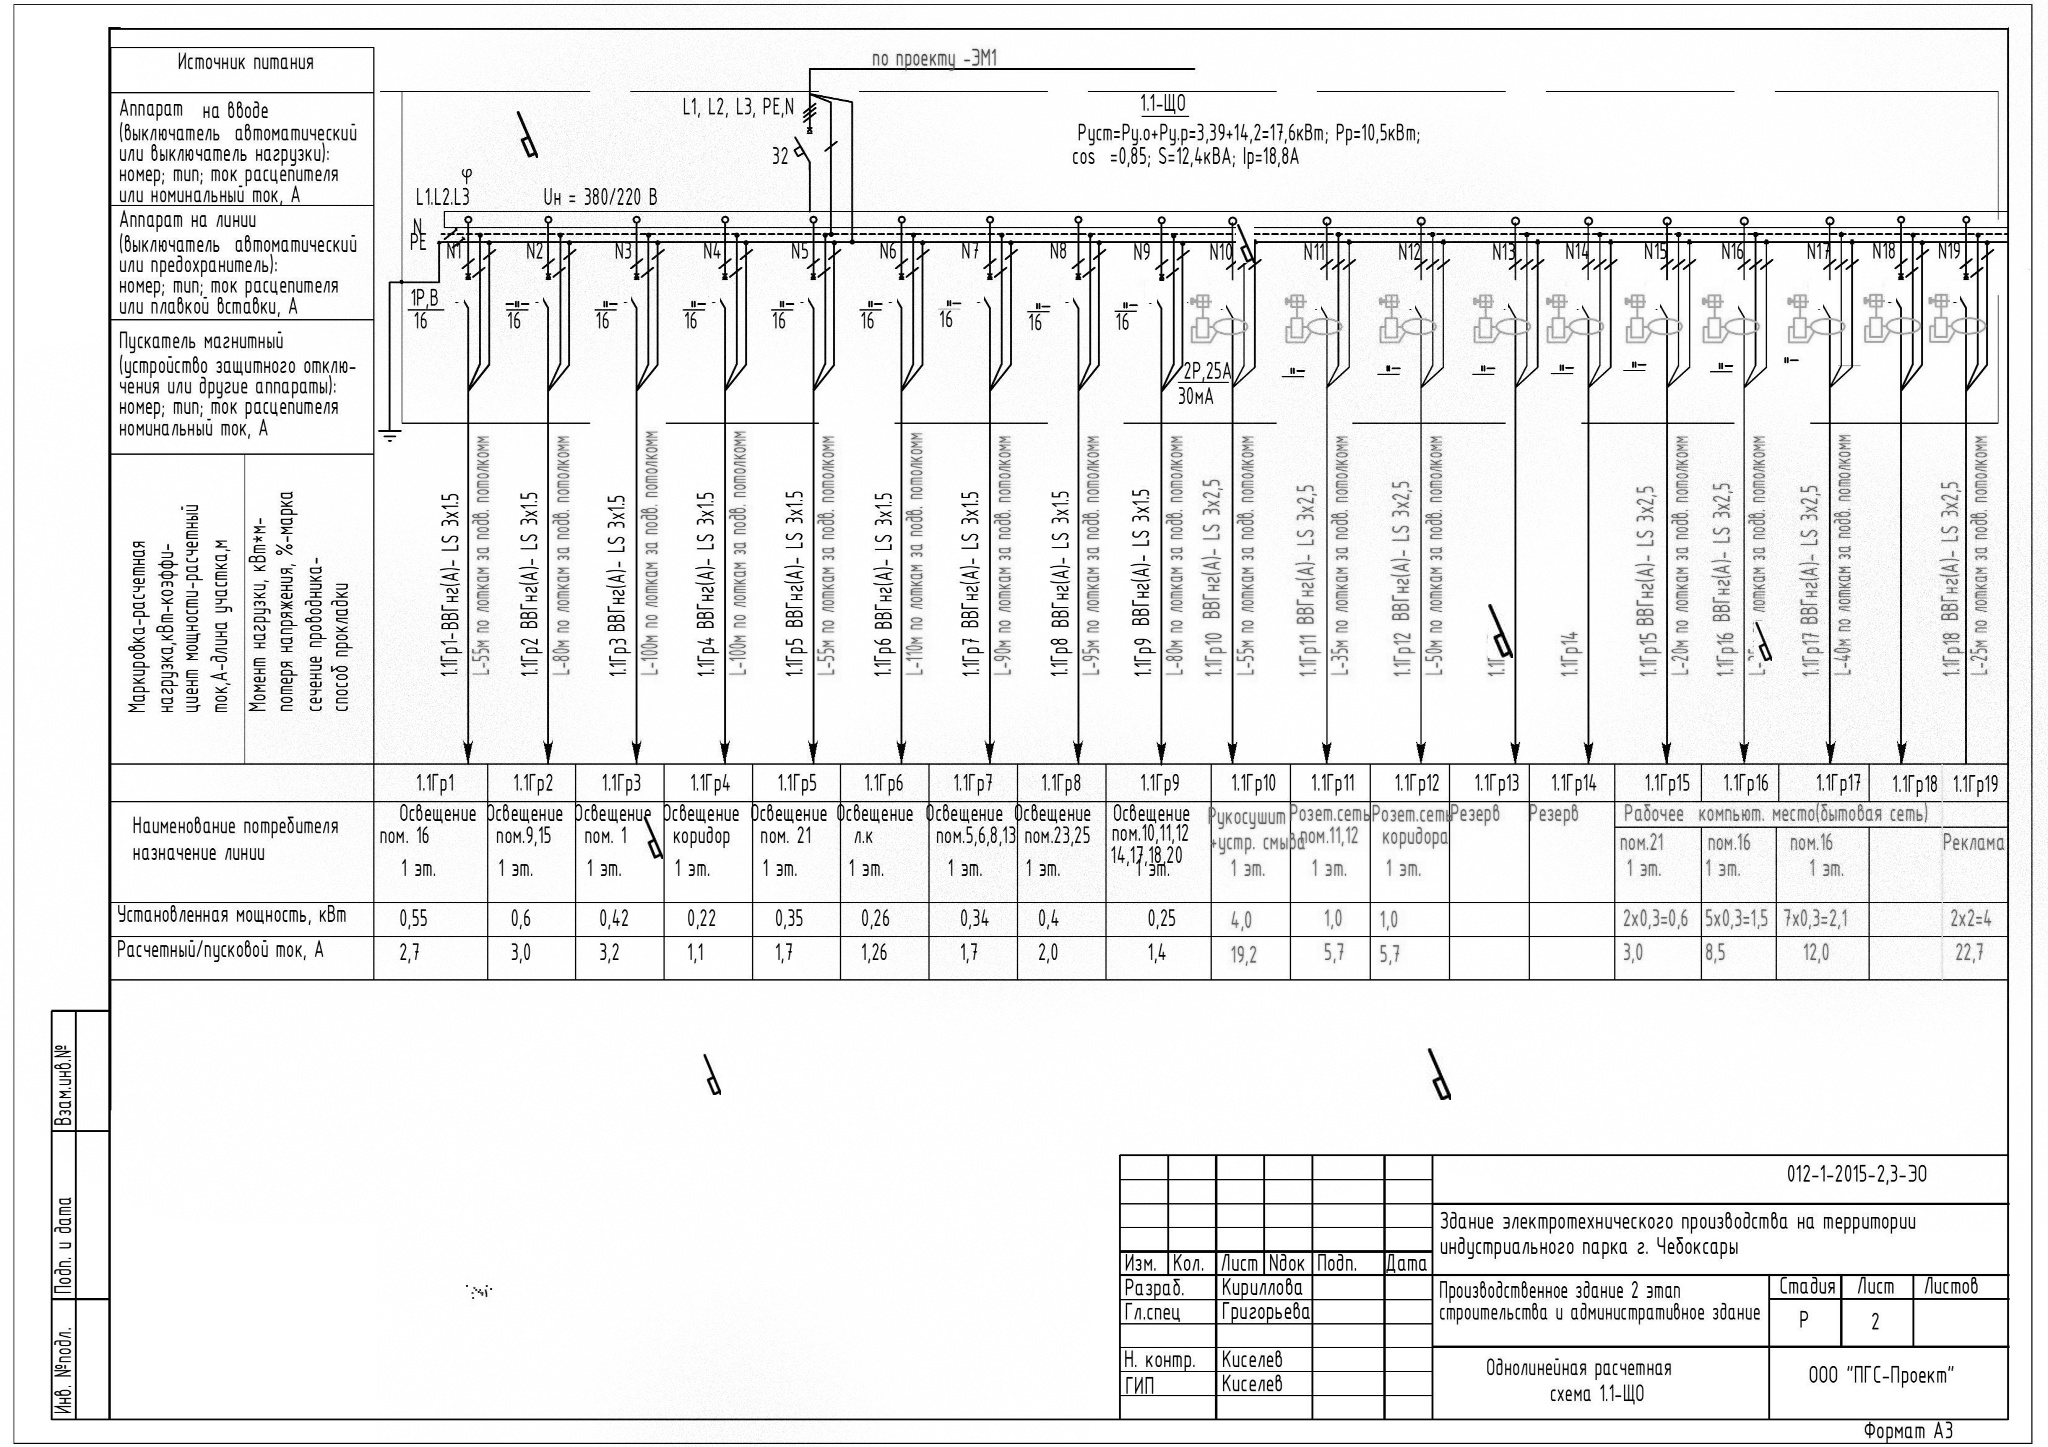 Источник питания
Аппарат на вводе
(выключатель автоматический
или выключатель нагрузки):
номер; тип; ток расцепителя
или номинальный ток, А
Аппарат на линии
(выключатель автоматический
или предохранитель):
номер; тип; ток расцепителя
или плавкой вставки, А
Пускатель магнитный
(устройство защитного отклю-
чения или другие аппараты):
номер; тип; ток расцепителя
номинальный ток, А
Маркировка-расчетная
нагрузка,кВт-коэффи-
циент мощности-расчетный
ток,А-длина участка,м
Момент нагрузки, кВт*м-
потеря напряжения, %-марка
сечение проводника-
способ прокладки
по проекту -ЭМ1
L1, L2, L3, PE,N
32
1.1-ЩО
Pуст=Pу.о+Pу.р=3,39+14,2=17,6кВт; Pр=10,5кВт;
cos =0,85; S=12,4кВА; Iр=18,8А
φ
L1.L2.L3
Uн = 380/220 В
N
PE
N1 N2 N3 N4 N5 N6 N7 N8 N9 N10 N11 N12 N13 N14 N15 N16 N17 N18 N19
1P,B
16
-"- 16
-"- 16
-"- 16
-"- 16
-"- 16
-"- 16
-"- 16
-"- 16
2P,25A
30мА
"- "- "- "- "- "- "-
1.1Гр1-ВВГнг(А)- LS 3x1.5
L-55м по лоткам за подв. потолкомм
1.1Гр2 ВВГнг(А)- LS 3x1.5
L-80м по лоткам за подв. потолкомм
1.1Гр3 ВВГнг(А)- LS 3x1.5
L-100м по лоткам за подв. потолкомм
1.1Гр4 ВВГнг(А)- LS 3x1.5
L-100м по лоткам за подв. потолкомм
1.1Гр5 ВВГнг(А)- LS 3x1.5
L-55м по лоткам за подв. потолкомм
1.1Гр6 ВВГнг(А)- LS 3x1.5
L-110м по лоткам за подв. потолкомм
1.1Гр7 ВВГнг(А)- LS 3x1.5
L-90м по лоткам за подв. потолкомм
1.1Гр8 ВВГнг(А)- LS 3x1.5
L-95м по лоткам за подв. потолкомм
1.1Гр9 ВВГнг(А)- LS 3x1.5
L-80м по лоткам за подв. потолкомм
1.1Гр10 ВВГнг(А)- LS 3x2,5
L-55м по лоткам за подв. потолкомм
1.1Гр11 ВВГнг(А)- LS 3x2,5
L-35м по лоткам за подв. потолкомм
1.1Гр12 ВВГнг(А)- LS 3x2,5
L-50м по лоткам за подв. потолкомм
1.1Гр14
1.1Гр15 ВВГнг(А)- LS 3x2,5
L-20м по лоткам за подв. потолкомм
1.1Гр16 ВВГнг(А)- LS 3x2,5
лоткам за подв. потолкомм
1.1Гр17 ВВГнг(А)- LS 3x2,5
L-40м по лоткам за подв. потолкомм
1.1Гр18 ВВГнг(А)- LS 3x2,5
L-25м по лоткам за подв. потолкомм
1.1Гр1 1.1Гр2 1.1Гр3 1.1Гр4 1.1Гр5 1.1Гр6 1.1Гр7 1.1Гр8 1.1Гр9 1.1Гр10 1.1Гр11 1.1Гр12 1.1Гр13 1.1Гр14 1.1Гр15 1.1Гр16 1.1Гр17 1.1Гр18 1.1Гр19
Наименование потребителя
назначение линии
Освещение
пом. 16
1 эт.
Освещение
пом.9,15
1 эт.
Освещение
пом. 1
1 эт.
Освещение
коридор
1 эт.
Освещение
пом. 21
1 эт.
Освещение
л.к
1 эт.
Освещение
пом.5,6,8,13
1 эт.
Освещение
пом.23,25
1 эт.
Освещение
пом.10,11,12
14,17,18,20
1 эт.
Рукосушит
+устр. смыва
1 эт.
Розет.сеть
пом.11,12
1 эт.
Розет.сеть
коридора
1 эт.
Резерв
Резерв
Рабочее компьют. место(бытовая сеть)
пом.21
1 эт.
пом.16
1 эт.
пом.16
1 эт.
Реклама
Установленная мощность, кВт 0,55 0,6 0,42 0,22 0,35 0,26 0,34 0,4 0,25 4,0 1,0 1,0 2x0,3=0,6 5x0,3=1,5 7x0,3=2,1 2x2=4
Расчетный/пусковой ток, А 2,7 3,0 3,2 1,1 1,7 1,26 1,7 2,0 1,4 19,2 5,7 5,7 3,0 8,5 12,0 22,7
Взам.инв.№
Подп. и дата
Инв. №подл.
012-1-2015-2,3-ЭО
Здание электротехнического производства на территории
индустриального парка г. Чебоксары
Изм. Кол. Лист Nдок Подп. Дата
Разраб. Кириллова
Гл.спец Григорьева
Н. контр. Киселев
ГИП Киселев
Производственное здание 2 этап
строительства и административное здание
Стадия Лист Листов
Р 2
Однолинейная расчетная
схема 1.1-ЩО
ООО "ПГС-Проект"
Формат А3